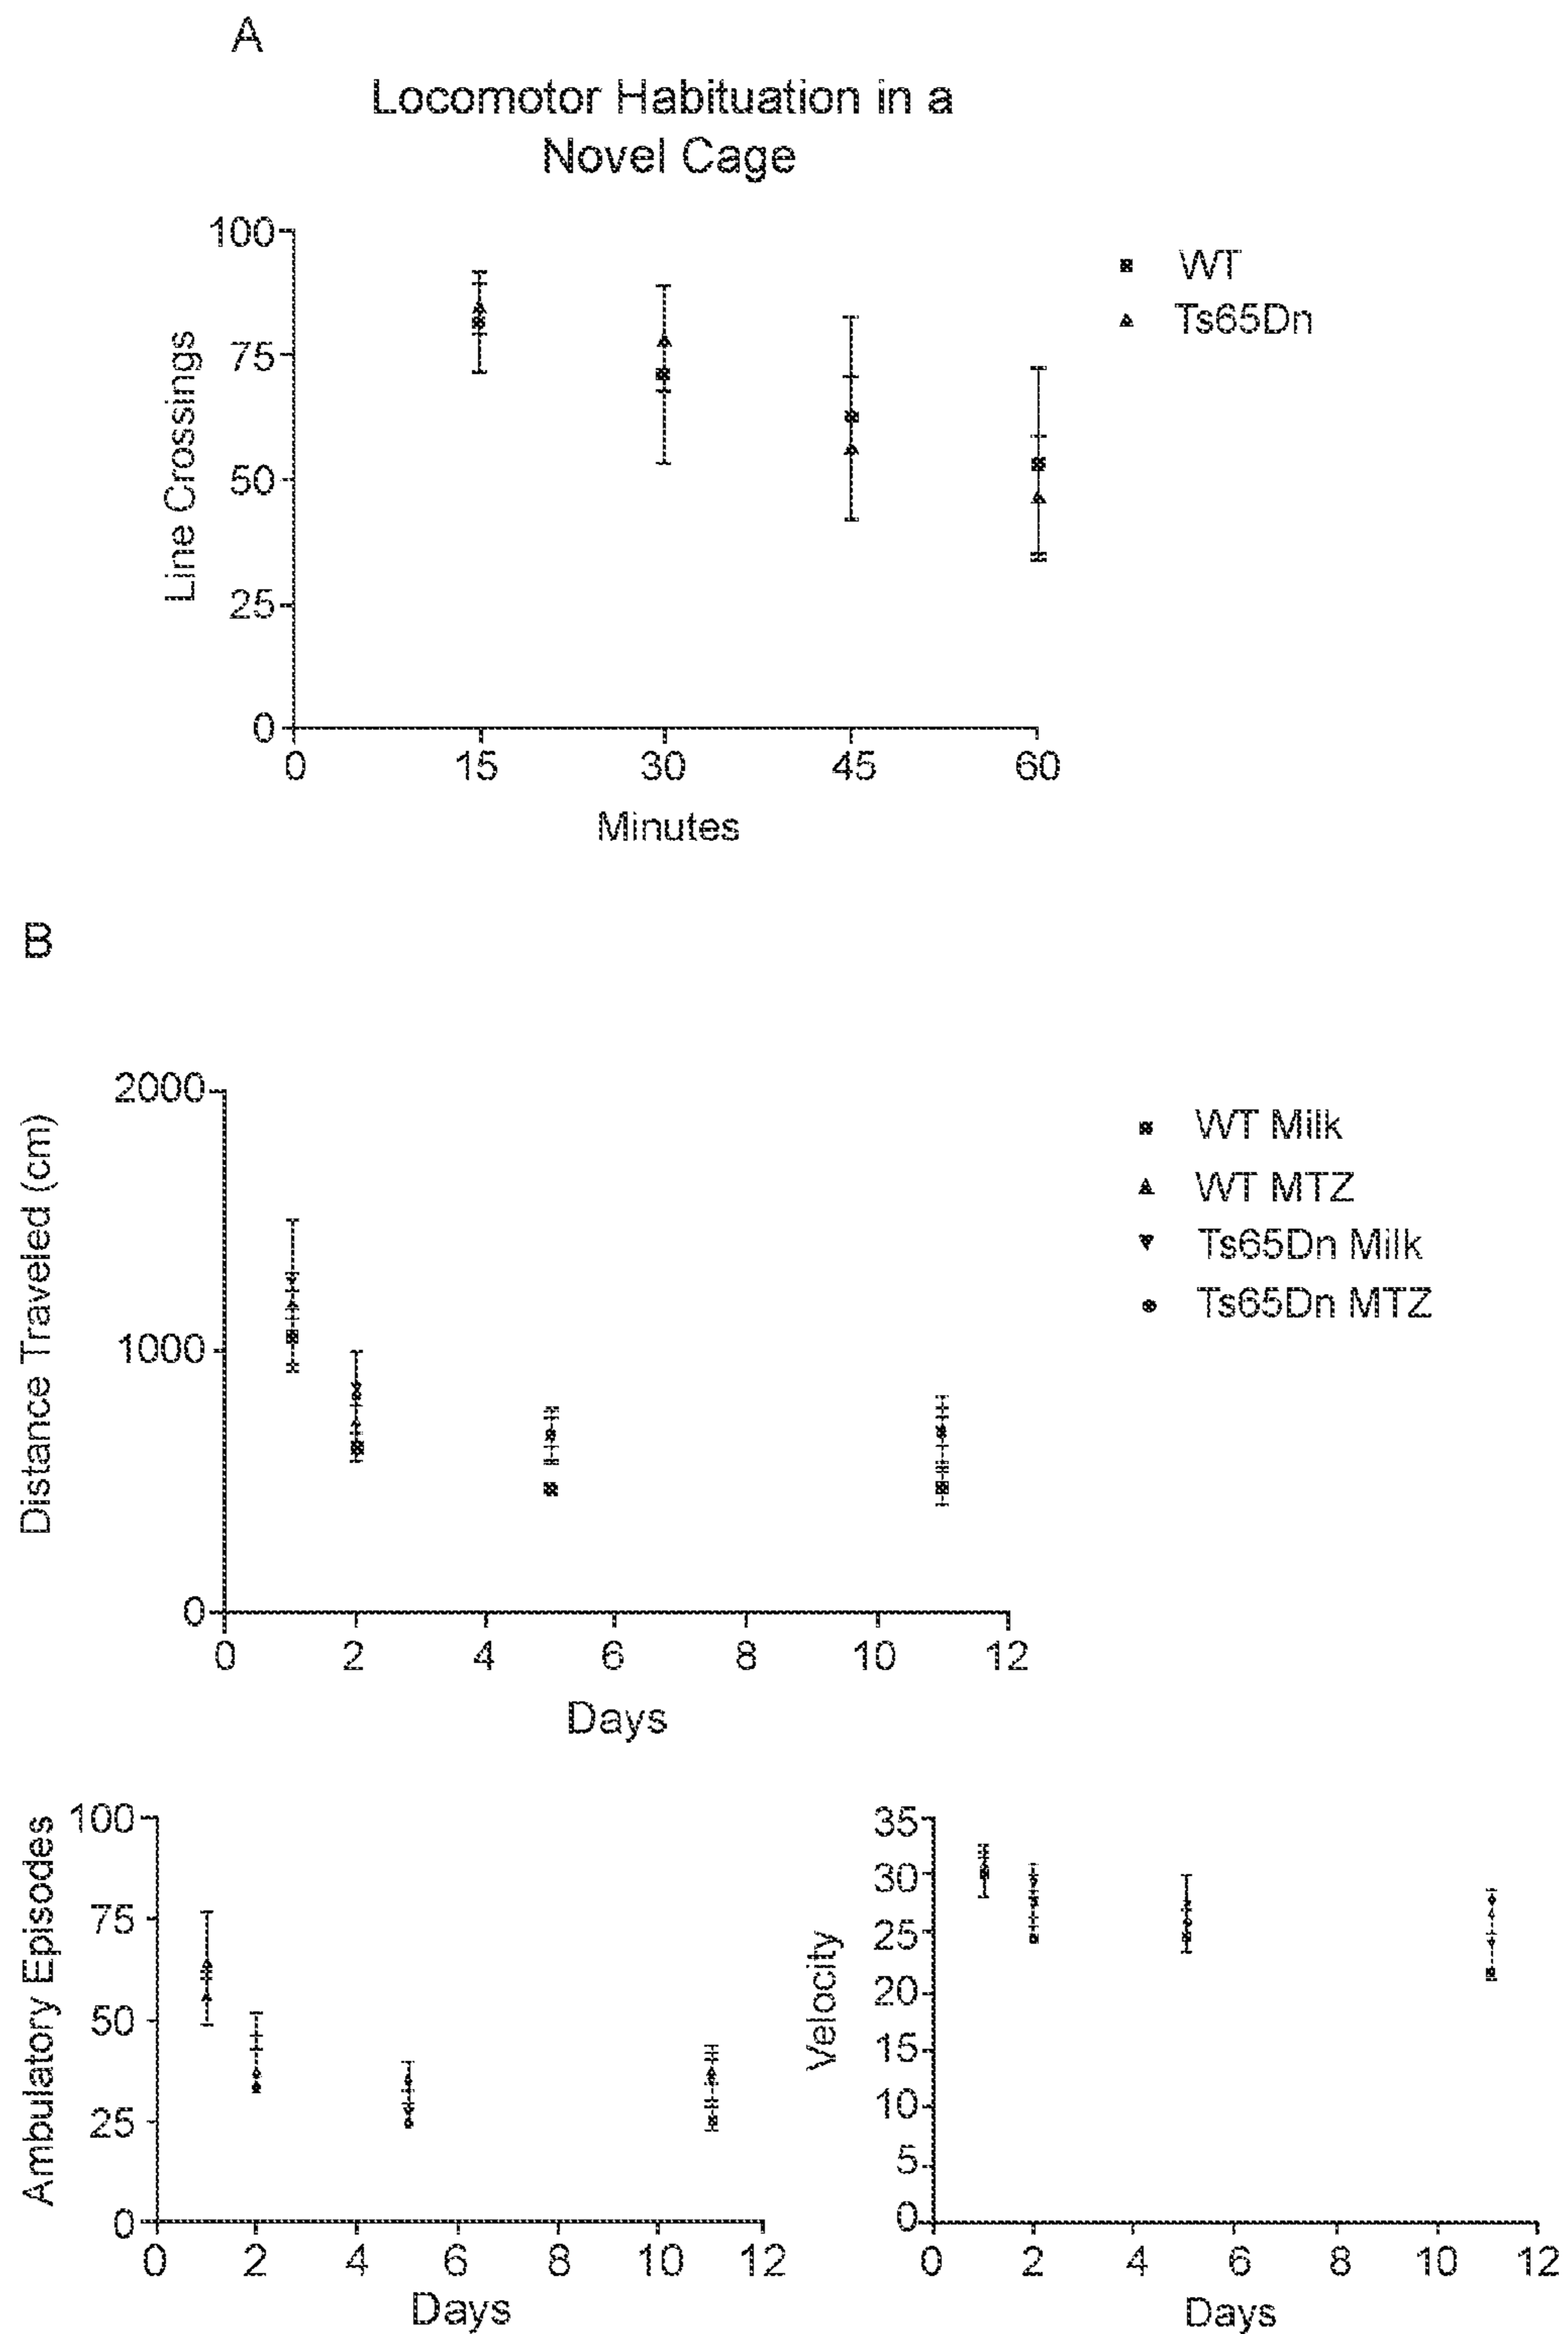 A
Locomotor Habituation in a
Novel Cage
100
75
50
25
0
Line Crossings
0 15 30 45 60
Minutes
WT
Ts65Dn
B
2000
1000
0
Distance Traveled (cm)
0 2 4 6 8 10 12
Days
WT Milk
WT MTZ
Ts65Dn Milk
Ts65Dn MTZ
100
75
50
25
0
Ambulatory Episodes
0 2 4 6 8 10 12
Days
35
30
25
20
15
10
5
0
Velocity
0 2 4 6 8 10 12
Days